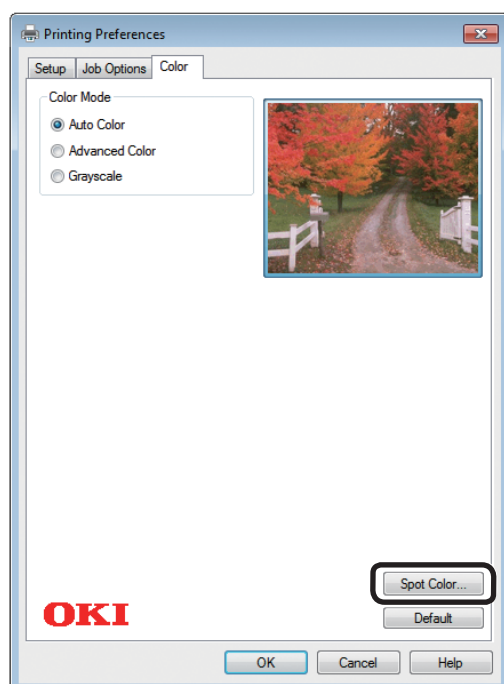 Printing Preferences
Setup Job Options Color
Color Mode
Auto Color
Advanced Color
Grayscale
Spot Color...
OKI
Default
OK Cancel Help